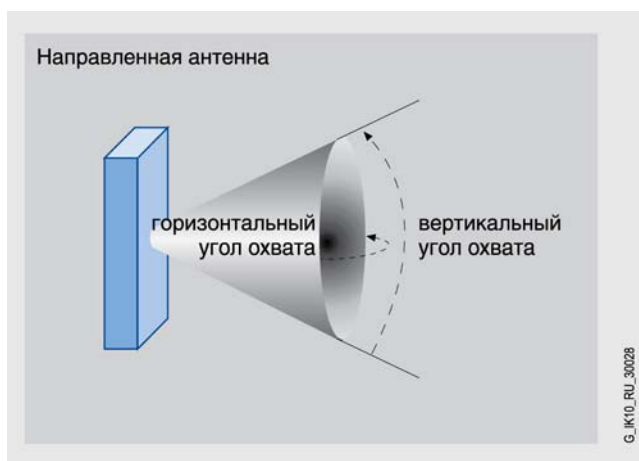 Направленная антенна
горизонтальный
угол охвата
вертикальный
угол охвата
G_IK10_RU_30028